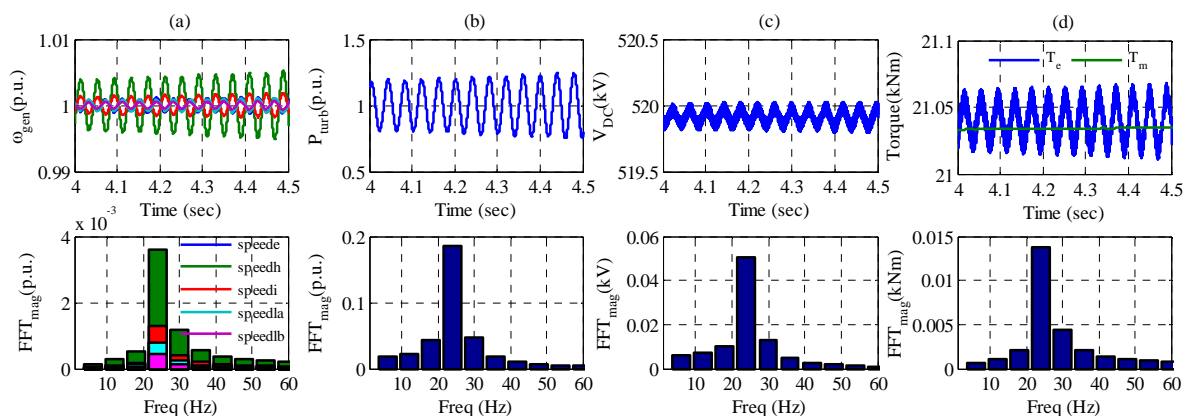 (a)
(b)
(c)
(d)
1.01
1
0.99
ω_gen(p.u.)
4 4.1 4.2 4.3 4.4 4.5
Time (sec)
1.5
1
0.5
P_turb(p.u.)
4 4.1 4.2 4.3 4.4 4.5
Time (sec)
520.5
520
519.5
V_DC(kV)
4 4.1 4.2 4.3 4.4 4.5
Time (sec)
21.1
21.05
21
Torque(kNm)
T_e T_m
4 4.1 4.2 4.3 4.4 4.5
Time (sec)
x 10^-3
4
2
0
FFT_mag(p.u.)
speede
speedh
speedi
speedla
speedlb
10 20 30 40 50 60
Freq (Hz)
0.2
0.1
0
FFT_mag(p.u.)
10 20 30 40 50 60
Freq (Hz)
0.06
0.04
0.02
0
FFT_mag(kV)
10 20 30 40 50 60
Freq (Hz)
0.015
0.01
0.005
0
FFT_mag(kNm)
10 20 30 40 50 60
Freq (Hz)